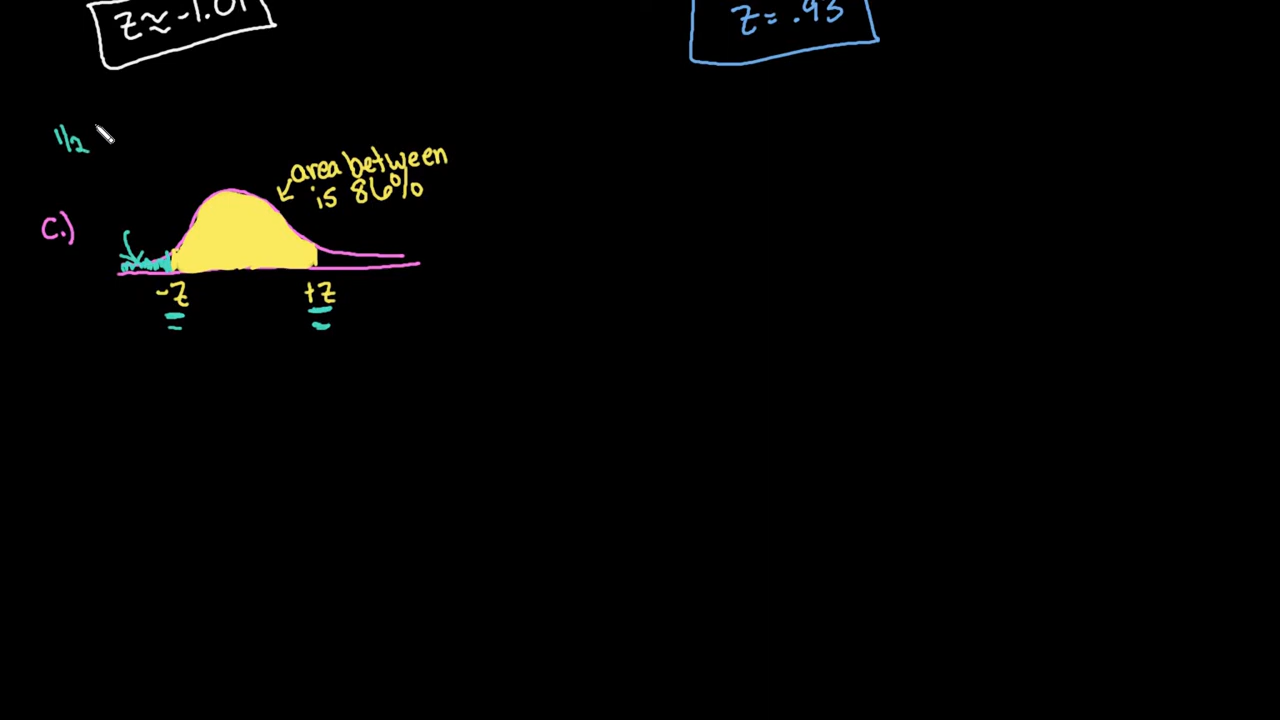 z ≈ -1.01
z = .93
1/2
area between
is 86%
C.)
-z
+z